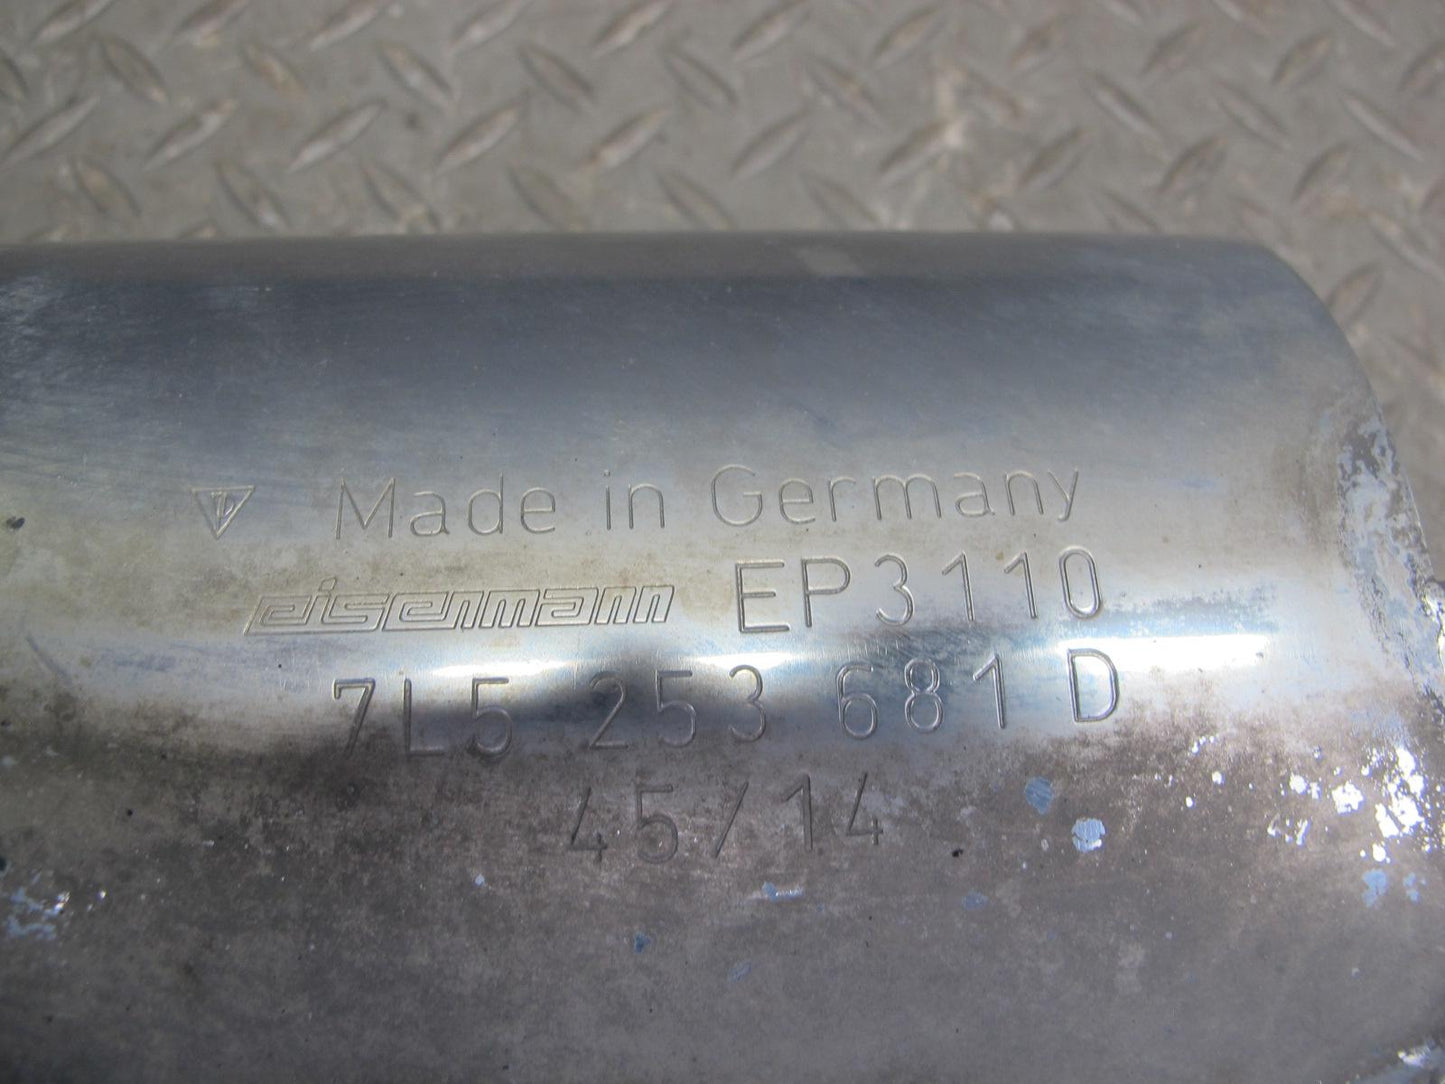 Made in Germany
eisenmann EP3110
7L5 253 681 D
45/14